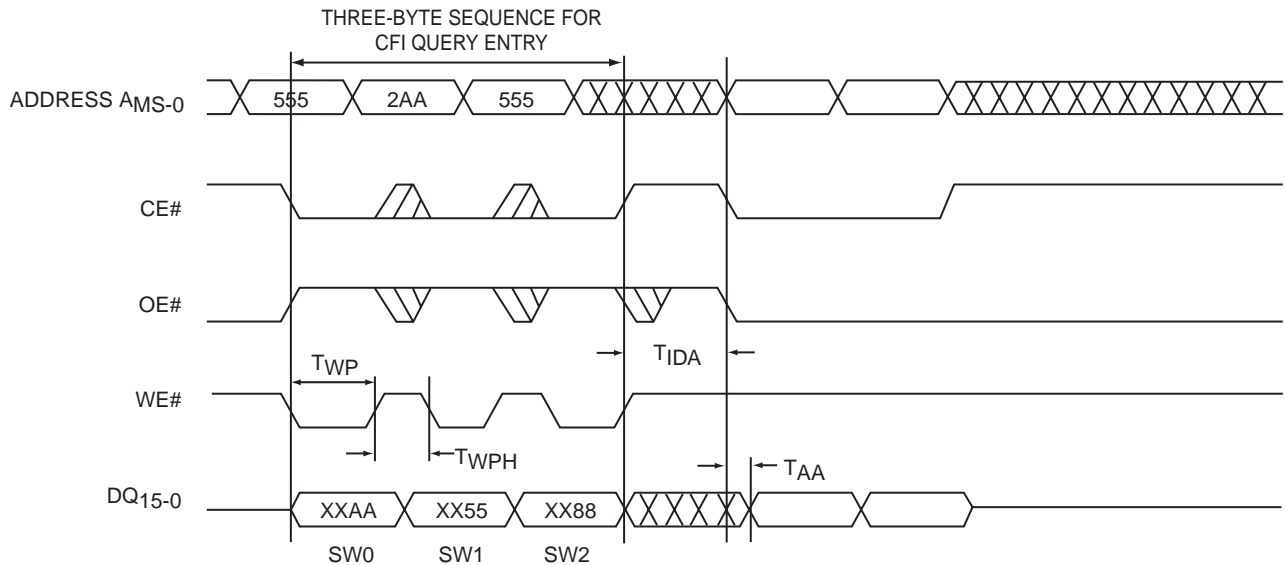 THREE-BYTE SEQUENCE FOR
CFI QUERY ENTRY
ADDRESS AMS-0
555 2AA 555
CE#
OE#
TWP
TIDA
WE#
TWPH
TAA
DQ15-0
XXAA XX55 XX88
SW0 SW1 SW2